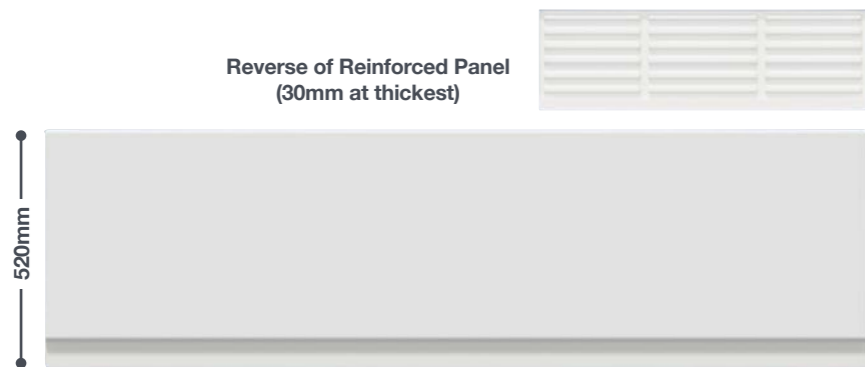 Reverse of Reinforced Panel
(30mm at thickest)
520mm